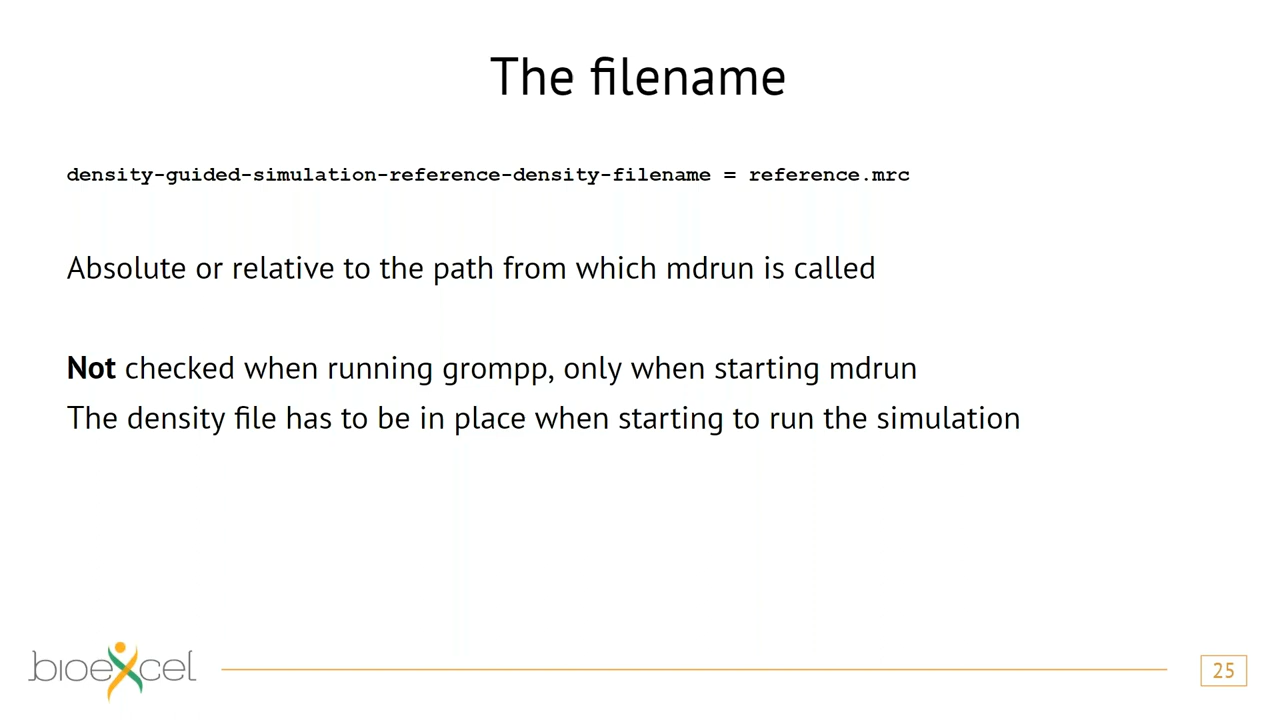 The filename
density-guided-simulation-reference-density-filename = reference.mrc
Absolute or relative to the path from which mdrun is called
Not checked when running grompp, only when starting mdrun
The density file has to be in place when starting to run the simulation
bioexcel
25